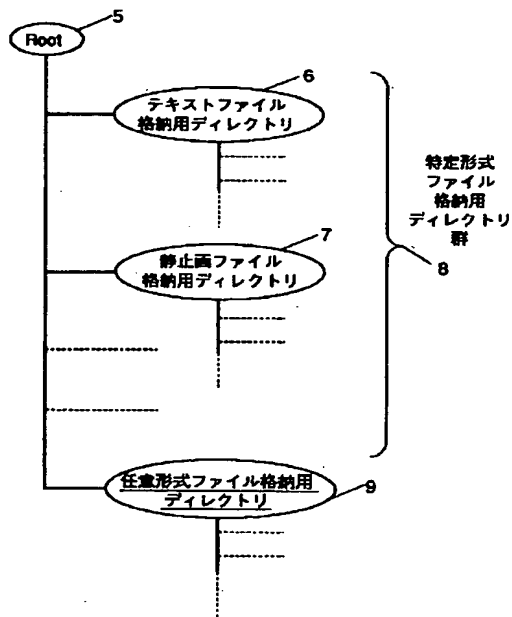 5
Root
6
テキストファイル
格納用ディレクトリ
特定形式
ファイル
格納用
ディレクトリ
群
8
7
静止画ファイル
格納用ディレクトリ
任意形式ファイル格納用
ディレクトリ
9